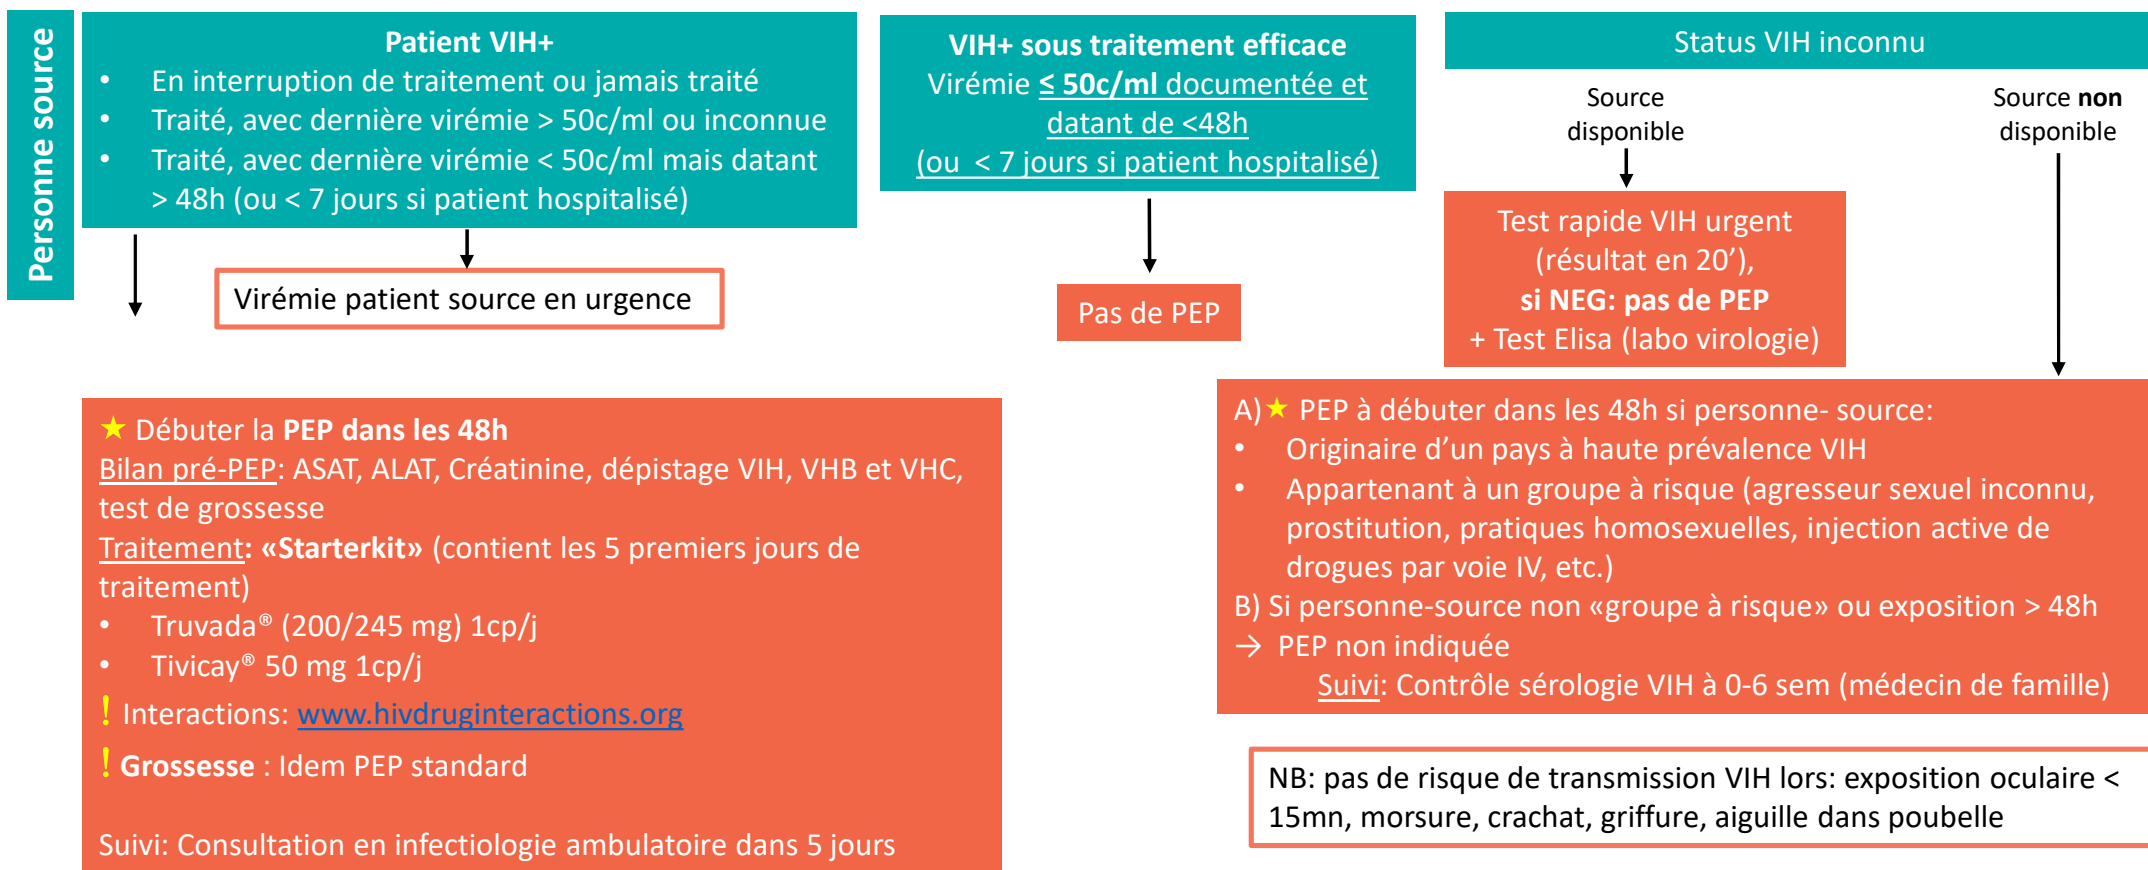 Personne source
Patient VIH+
• En interruption de traitement ou jamais traité
• Traité, avec dernière virémie > 50c/ml ou inconnue
• Traité, avec dernière virémie < 50c/ml mais datant
> 48h (ou < 7 jours si patient hospitalisé)
Virémie patient source en urgence
VIH+ sous traitement efficace
Virémie ≤ 50c/ml documentée et
datant de <48h
(ou < 7 jours si patient hospitalisé)
Pas de PEP
Status VIH inconnu
Source
disponible
Source non
disponible
Test rapide VIH urgent
(résultat en 20’),
si NEG: pas de PEP
+ Test Elisa (labo virologie)
★ Débuter la PEP dans les 48h
Bilan pré-PEP: ASAT, ALAT, Créatinine, dépistage VIH, VHB et VHC,
test de grossesse
Traitement: «Starterkit» (contient les 5 premiers jours de
traitement)
• Truvada® (200/245 mg) 1cp/j
• Tivicay® 50 mg 1cp/j
! Interactions: www.hivdruginteractions.org
! Grossesse : Idem PEP standard
Suivi: Consultation en infectiologie ambulatoire dans 5 jours
A)★ PEP à débuter dans les 48h si personne- source:
• Originaire d’un pays à haute prévalence VIH
• Appartenant à un groupe à risque (agresseur sexuel inconnu,
prostitution, pratiques homosexuelles, injection active de
drogues par voie IV, etc.)
B) Si personne-source non «groupe à risque» ou exposition > 48h
→ PEP non indiquée
Suivi: Contrôle sérologie VIH à 0-6 sem (médecin de famille)
NB: pas de risque de transmission VIH lors: exposition oculaire <
15mn, morsure, crachat, griffure, aiguille dans poubelle